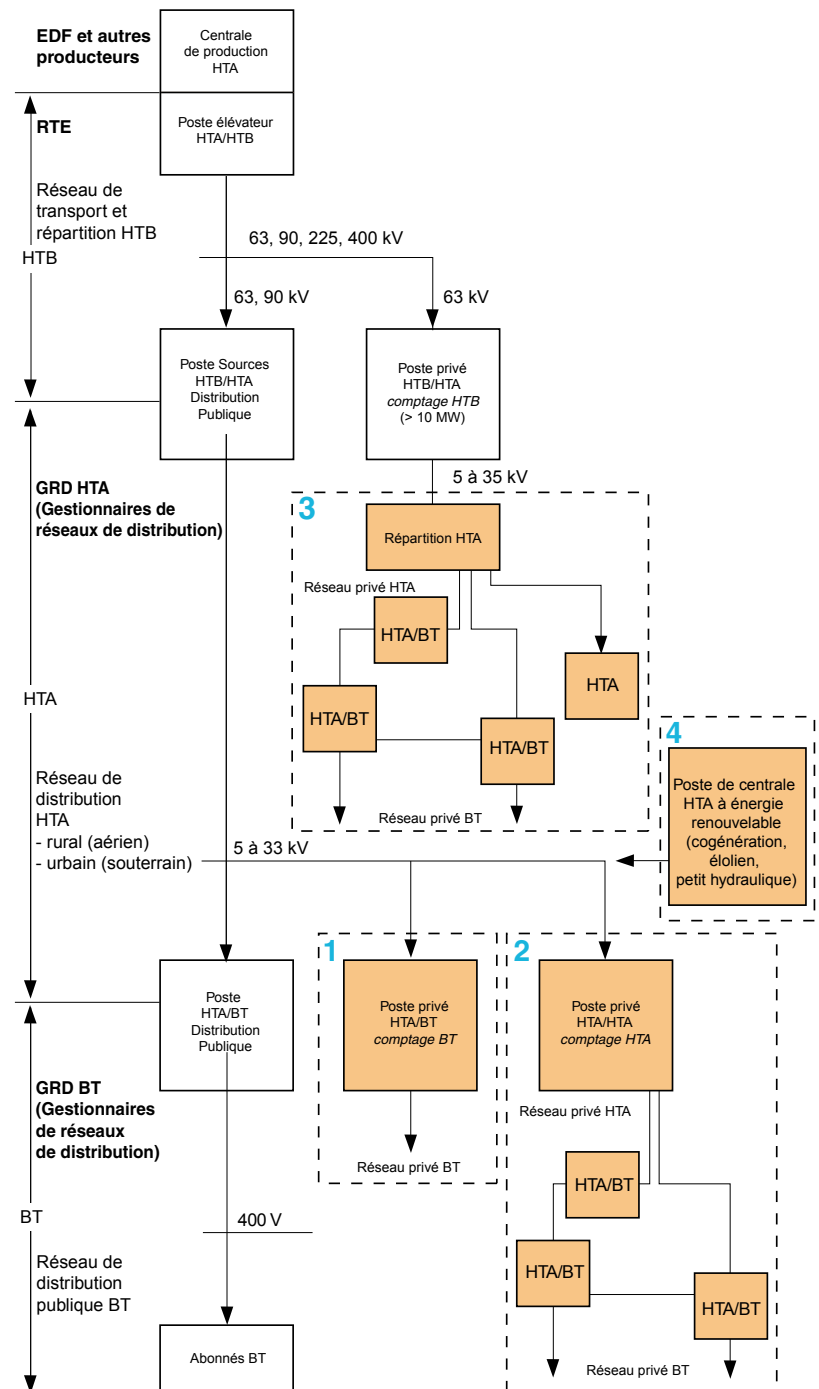 EDF et autres
producteurs
Centrale
de production
HTA
RTE
Poste élévateur
HTA/HTB
Réseau de
transport et
répartition HTB
HTB
63, 90, 225, 400 kV
63, 90 kV
63 kV
Poste Sources
HTB/HTA
Distribution
Publique
Poste privé
HTB/HTA
comptage HTB
(> 10 MW)
5 à 35 kV
GRD HTA
(Gestionnaires de
réseaux de distribution)
3
Répartition HTA
Réseau privé HTA
HTA/BT
HTA
HTA/BT
HTA/BT
Réseau privé BT
HTA
4
Poste de centrale
HTA à énergie
renouvelable
(cogénération,
élolien,
petit hydraulique)
Réseau de
distribution
HTA
- rural (aérien)
- urbain (souterrain)
5 à 33 kV
Poste
HTA/BT
Distribution
Publique
1
Poste privé
HTA/BT
comptage BT
Réseau privé BT
2
Poste privé
HTA/HTA
comptage HTA
Réseau privé HTA
HTA/BT
HTA/BT
HTA/BT
Réseau privé BT
GRD BT
(Gestionnaires
de réseaux
de distribution)
BT
400 V
Réseau de
distribution
publique BT
Abonnés BT